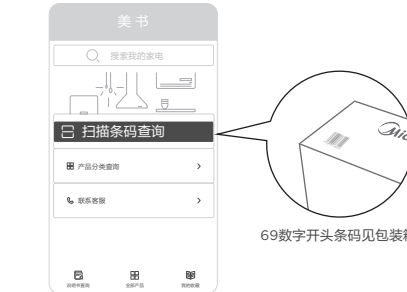 美书
搜索我的家电
扫描条码查询
产品分类查询
联系客服
说明书查询
全部产品
我的收藏
69数字开头条码见包装